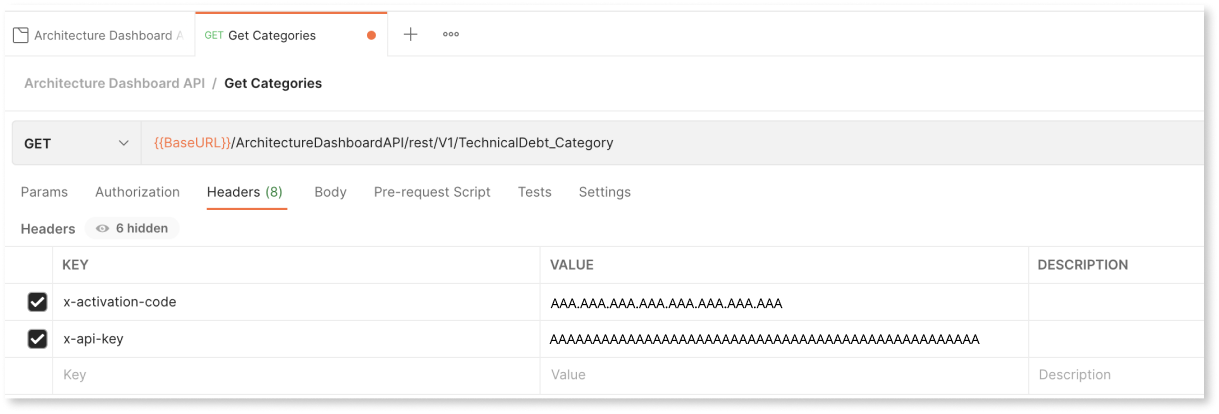 Architecture Dashboard A GET Get Categories
Architecture Dashboard API / Get Categories
GET {{BaseURL}}/ArchitectureDashboardAPI/rest/V1/TechnicalDebt_Category
Params Authorization Headers (8) Body Pre-request Script Tests Settings
Headers 6 hidden
KEY VALUE DESCRIPTION
x-activation-code AAA.AAA.AAA.AAA.AAA.AAA.AAA.AAA
x-api-key AAAAAAAAAAAAAAAAAAAAAAAAAAAAAAAAAAAAAAAAAAAAAAAAA
Key Value Description